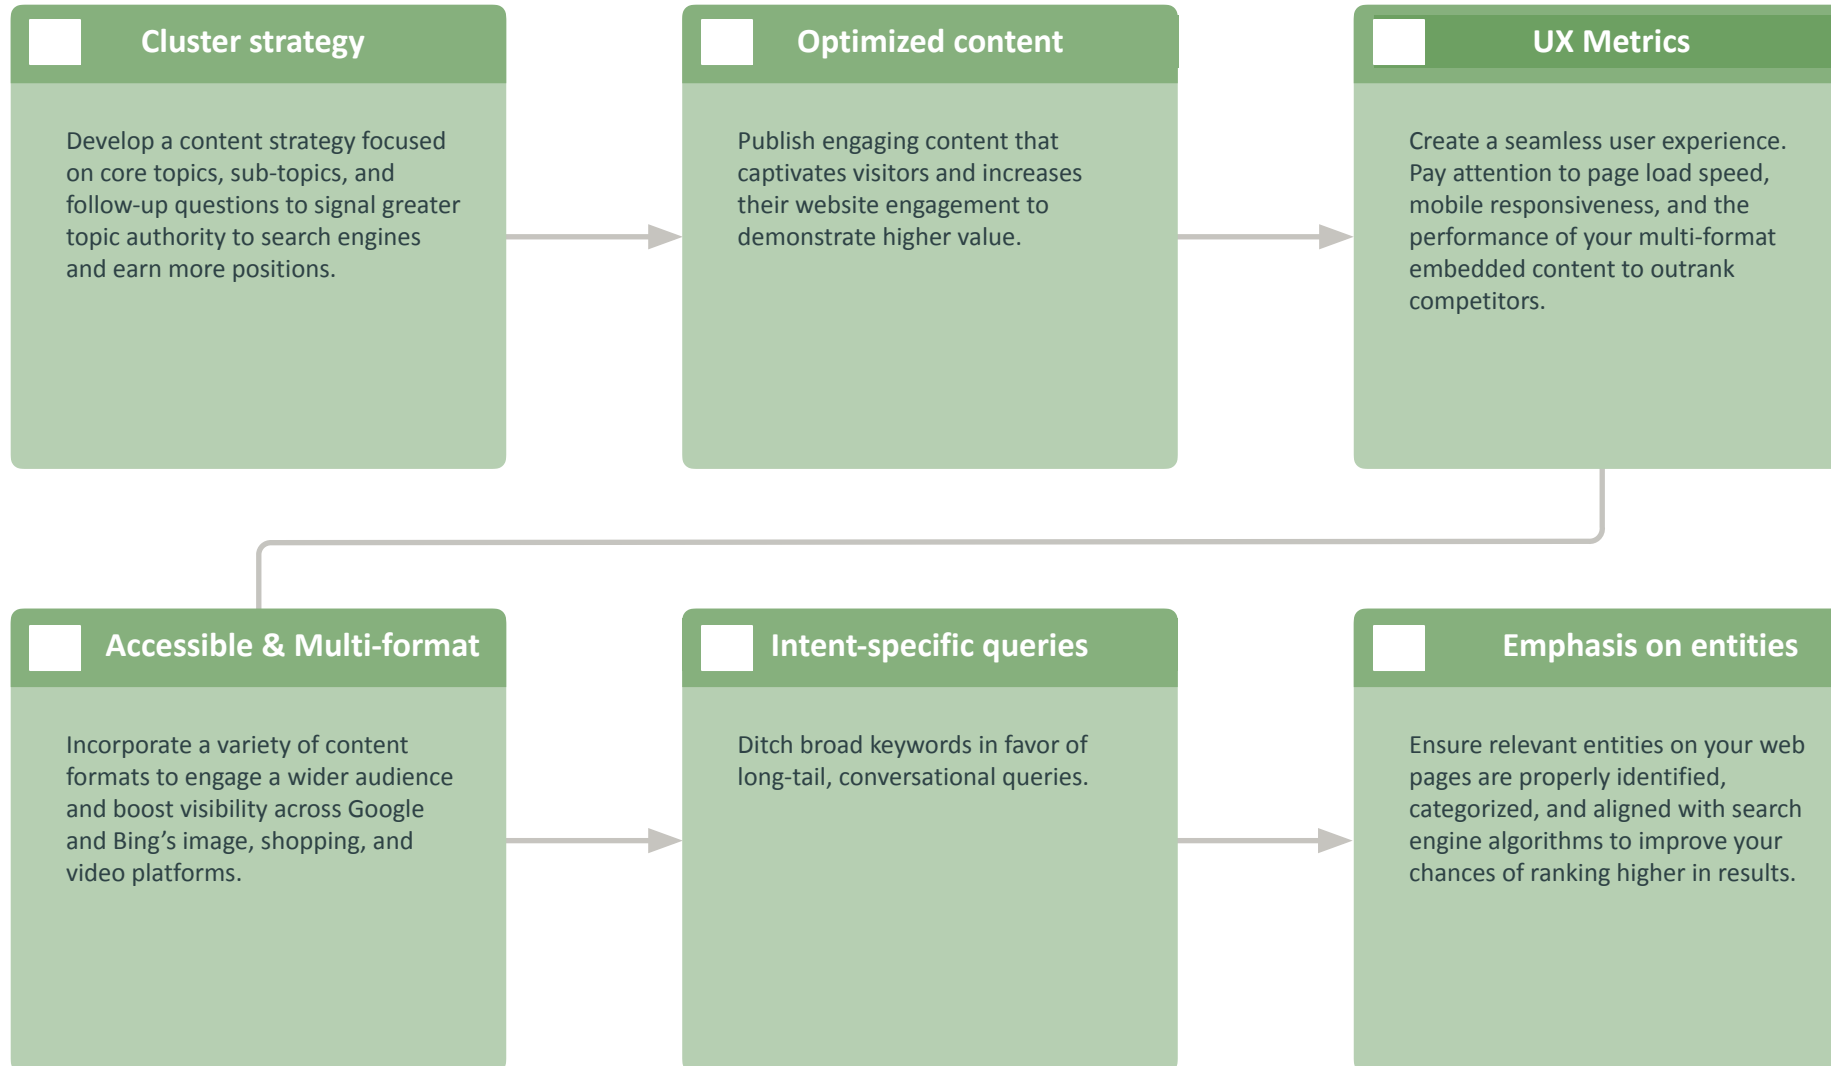 Cluster strategy
Develop a content strategy focused
on core topics, sub-topics, and
follow-up questions to signal greater
topic authority to search engines
and earn more positions.
Optimized content
Publish engaging content that
captivates visitors and increases
their website engagement to
demonstrate higher value.
UX Metrics
Create a seamless user experience.
Pay attention to page load speed,
mobile responsiveness, and the
performance of your multi-format
embedded content to outrank
competitors.
Accessible & Multi-format
Incorporate a variety of content
formats to engage a wider audience
and boost visibility across Google
and Bing’s image, shopping, and
video platforms.
Intent-specific queries
Ditch broad keywords in favor of
long-tail, conversational queries.
Emphasis on entities
Ensure relevant entities on your web
pages are properly identified,
categorized, and aligned with search
engine algorithms to improve your
chances of ranking higher in results.